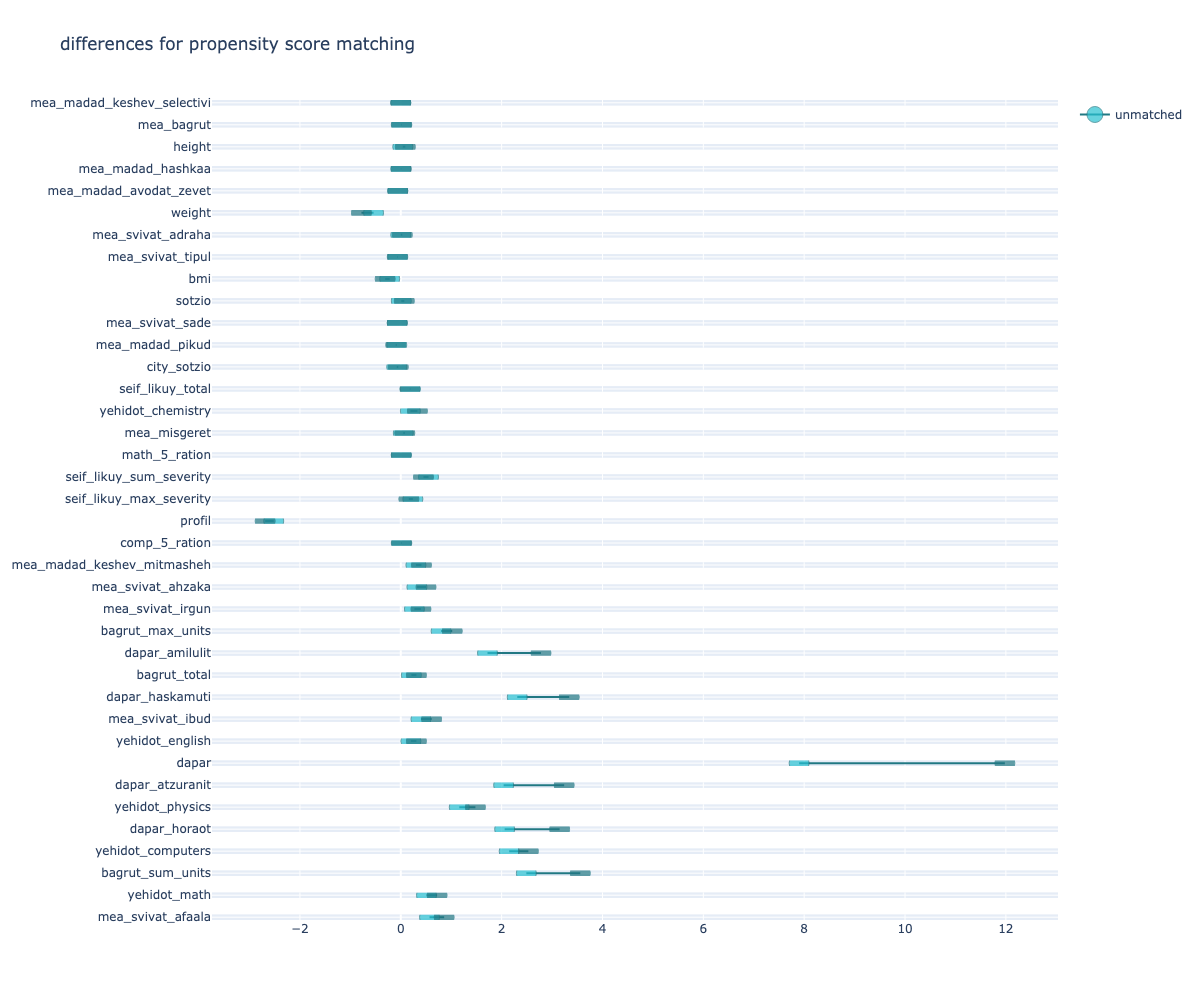 differences for propensity score matching
mea_madad_keshev_selectivi
mea_bagrut
height
mea_madad_hashkaa
mea_madad_avodat_zevet
weight
mea_svivat_adraha
mea_svivat_tipul
bmi
sotzio
mea_svivat_sade
mea_madad_pikud
city_sotzio
seif_likuy_total
yehidot_chemistry
mea_misgeret
math_5_ration
seif_likuy_sum_severity
seif_likuy_max_severity
profil
comp_5_ration
mea_madad_keshev_mitmasheh
mea_svivat_ahzaka
mea_svivat_irgun
bagrut_max_units
dapar_amilulit
bagrut_total
dapar_haskamuti
mea_svivat_ibud
yehidot_english
dapar
dapar_atzuranit
yehidot_physics
dapar_horaot
yehidot_computers
bagrut_sum_units
yehidot_math
mea_svivat_afaala
−2 0 2 4 6 8 10 12
unmatched